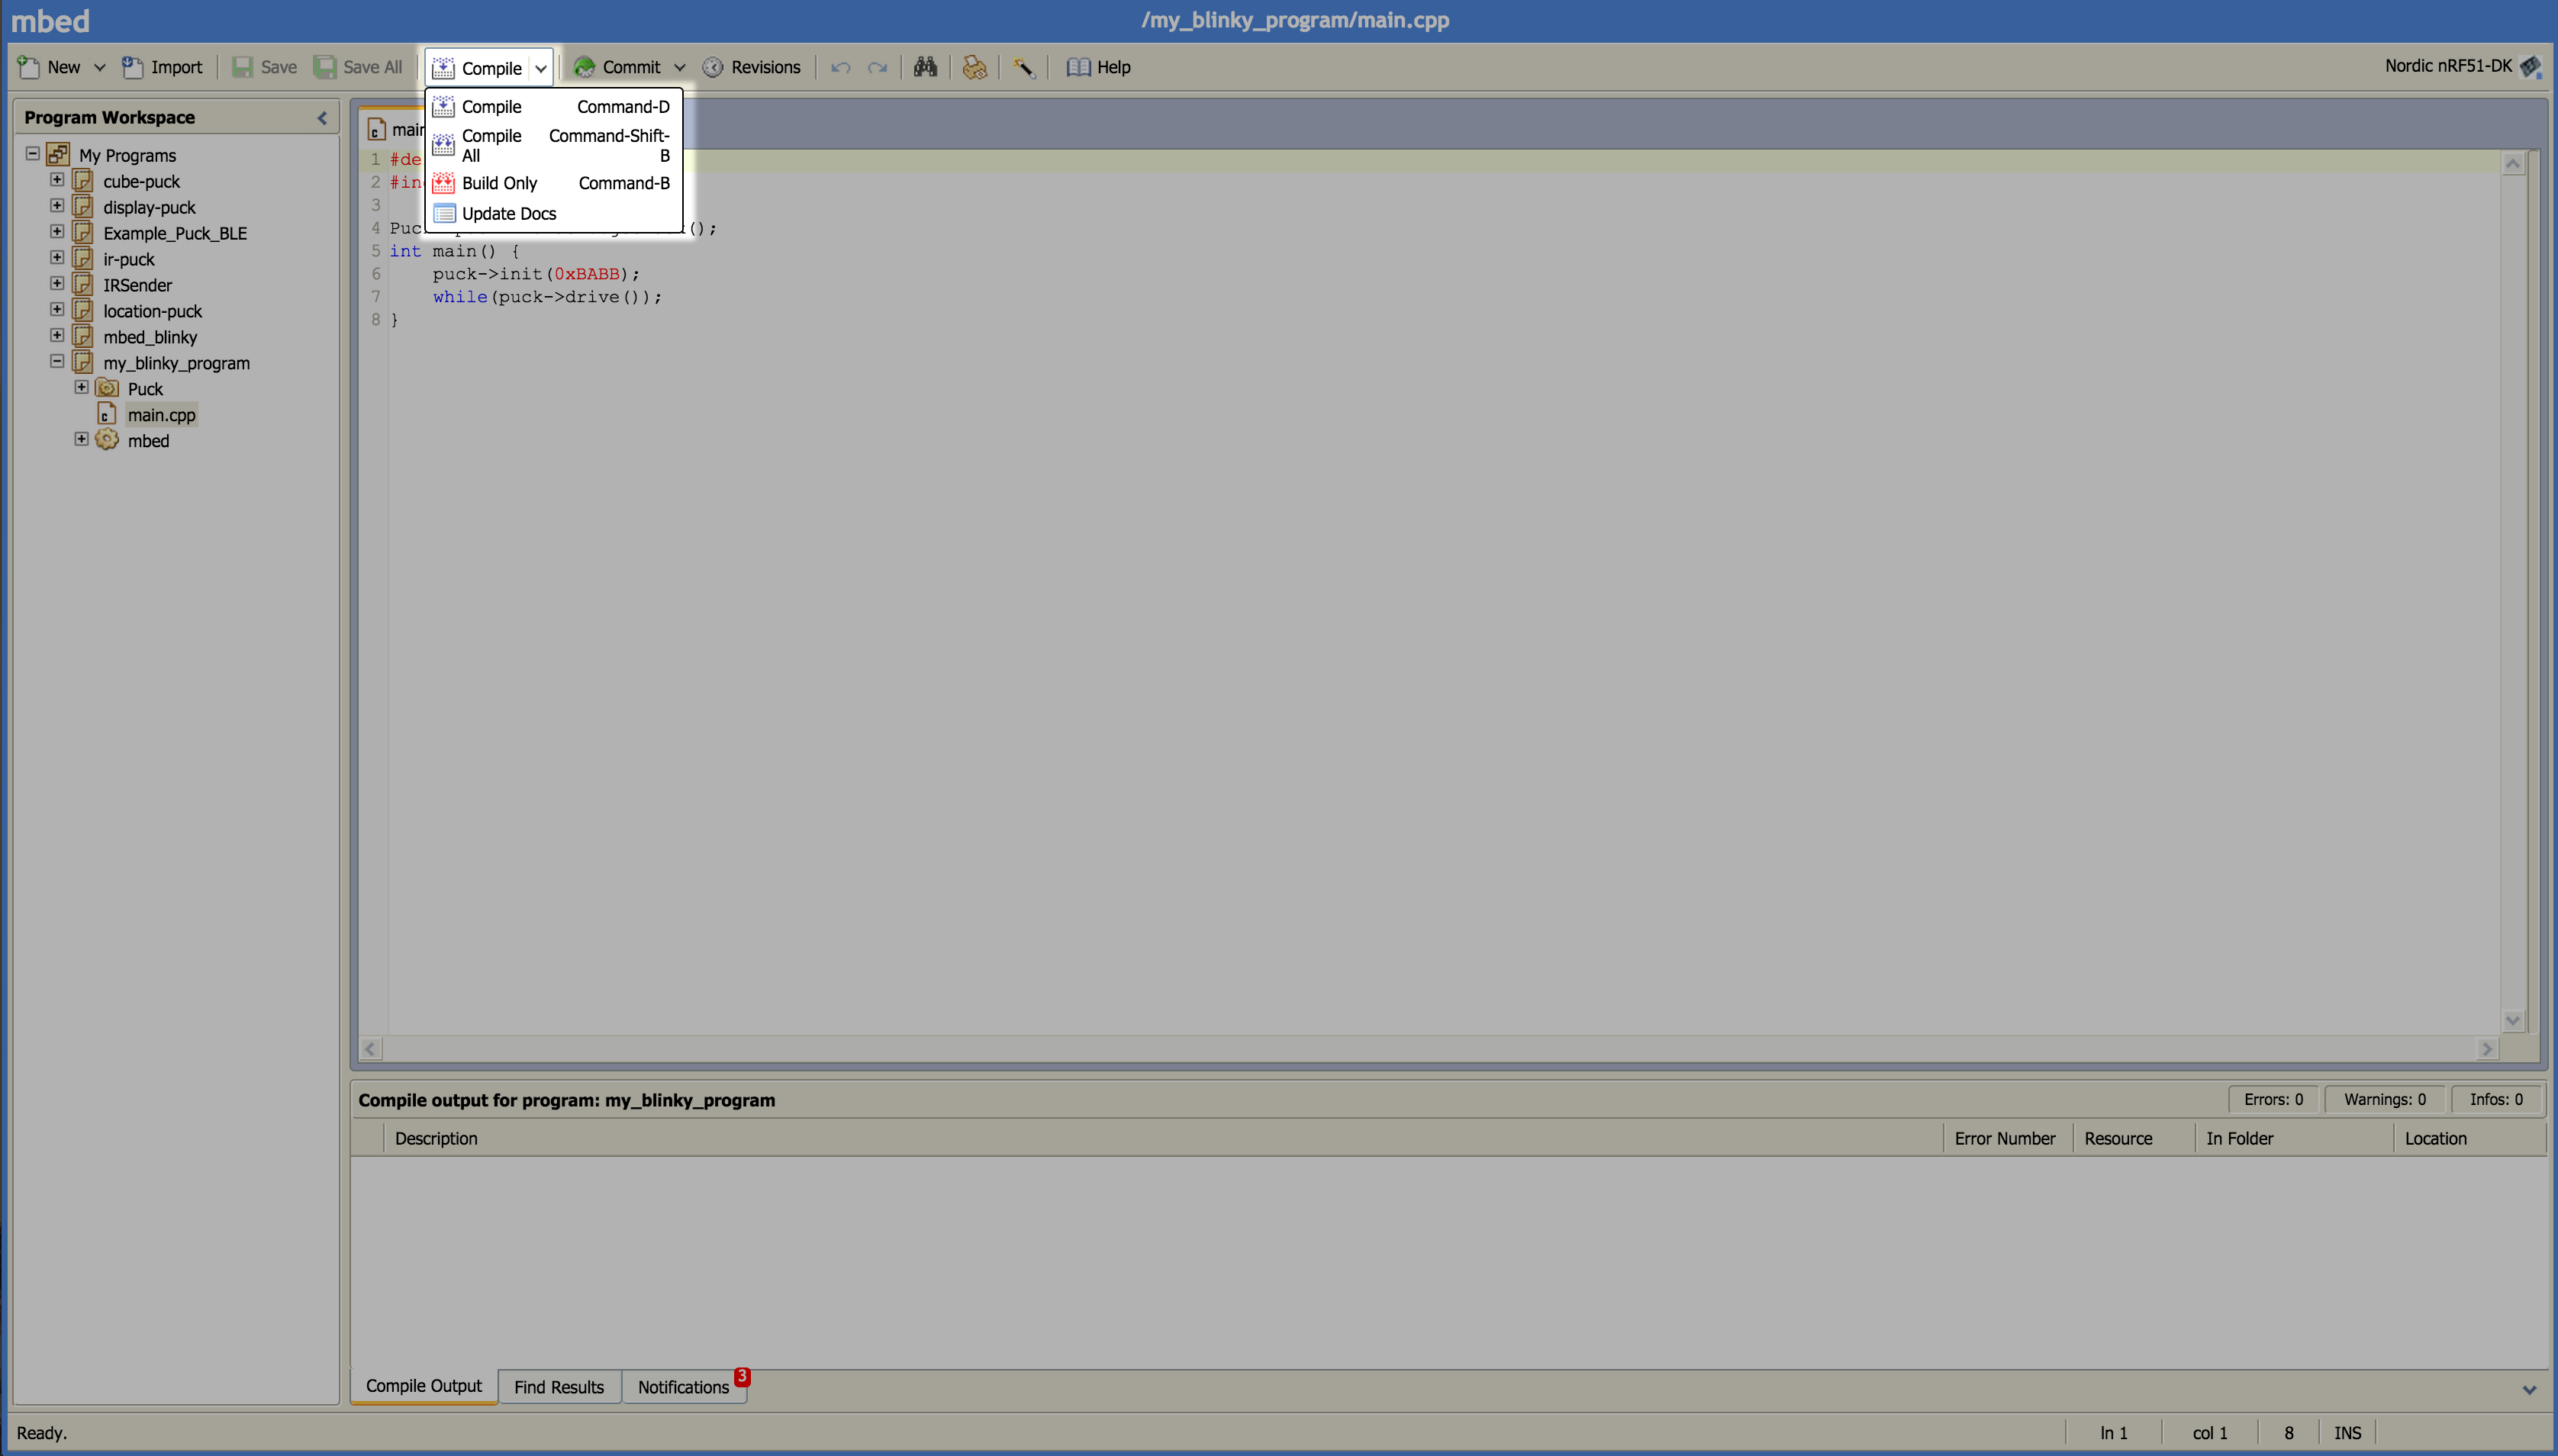 mbed
/my_blinky_program/main.cpp
New Import Save Save All Compile Commit Revisions Help Nordic nRF51-DK
Compile Command-D
Compile All Command-Shift-B
Build Only Command-B
Update Docs
Program Workspace
My Programs
cube-puck
display-puck
Example_Puck_BLE
ir-puck
IRSender
location-puck
mbed_blinky
my_blinky_program
Puck
main.cpp
mbed
1
2
3
4 ();
5 int main() {
6 puck->init(0xBABB);
7 while(puck->drive());
8 }
Compile output for program: my_blinky_program Errors: 0 Warnings: 0 Infos: 0
Description Error Number Resource In Folder Location
Compile Output Find Results Notifications 3
Ready. ln 1 col 1 8 INS